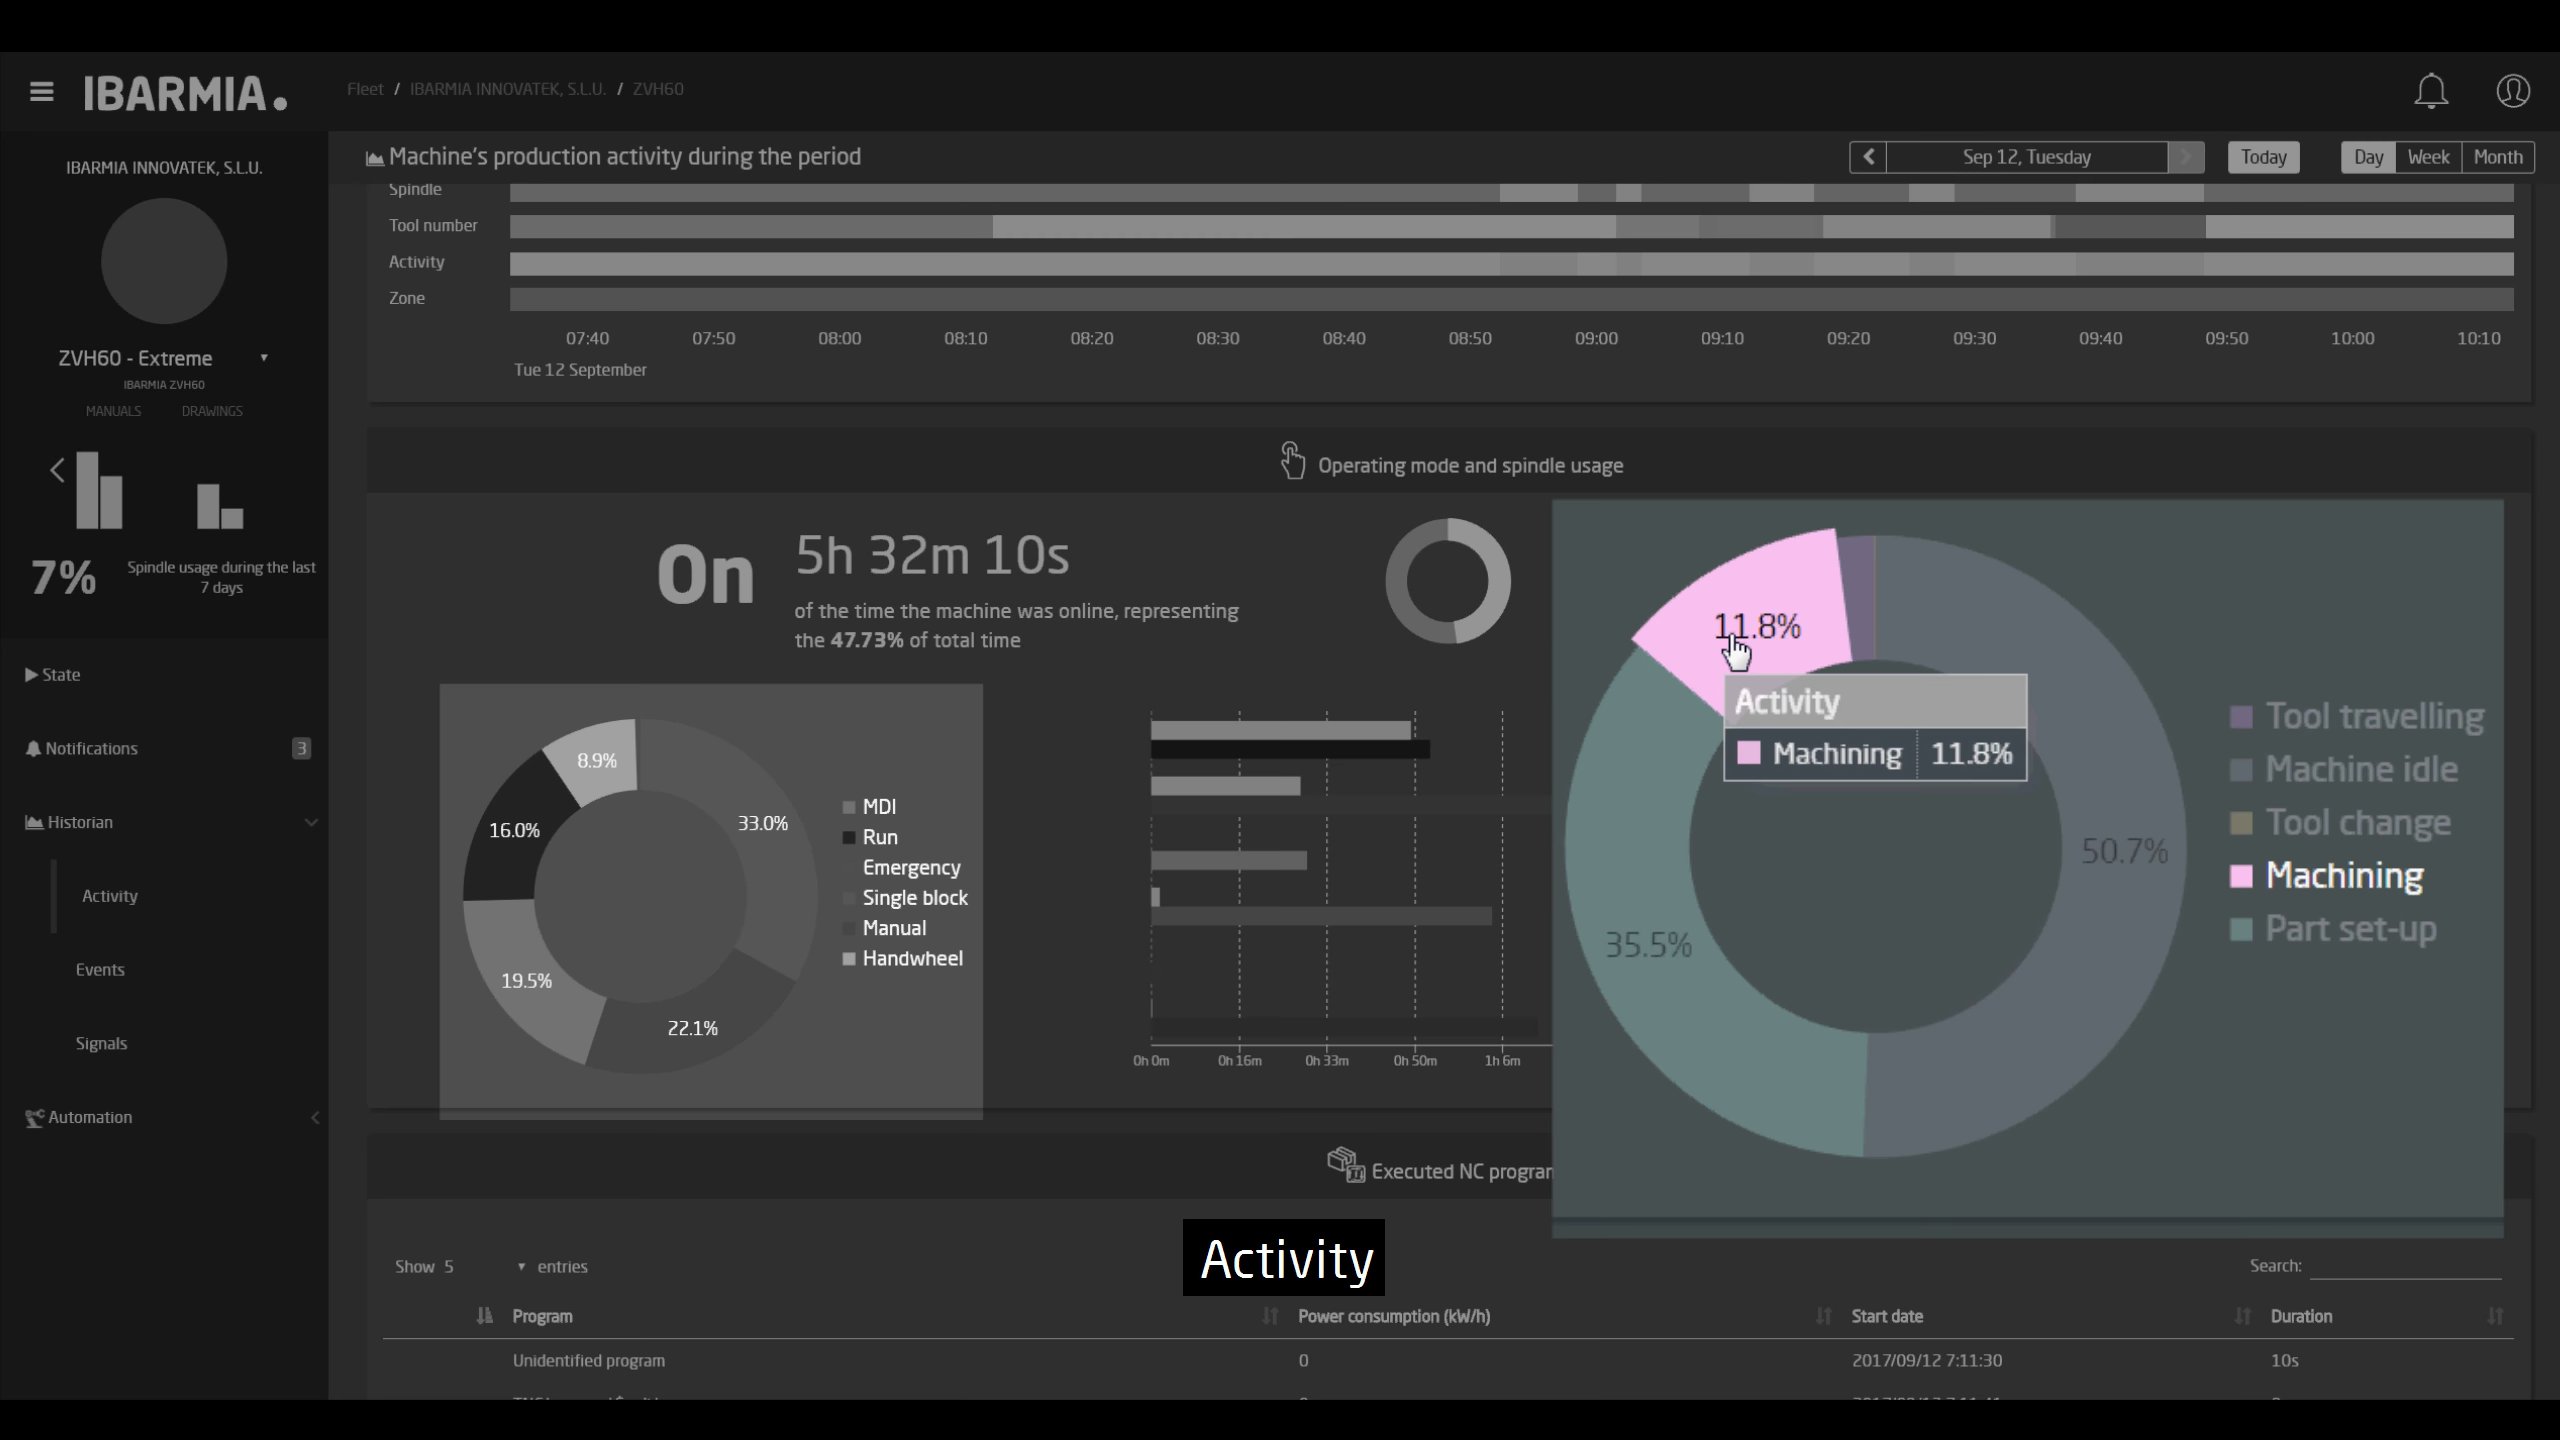 IBARMIA.
Fleet / IBARMIA INNOVATEK, S.L.U. / ZVH60
IBARMIA INNOVATEK, S.L.U.
ZVH60 - Extreme
IBARMIA ZVH60
MANUALS DRAWINGS
7% Spindle usage during the last
7 days
State
Notifications 3
Historian
Activity
Events
Signals
Automation
Machine's production activity during the period
Sep 12, Tuesday Today Day Week Month
Spindle
Tool number
Activity
Zone
07:40 07:50 08:00 08:10 08:20 08:30 08:40 08:50 09:00 09:10 09:20 09:30 09:40 09:50 10:00 10:10
Tue 12 September
Operating mode and spindle usage
On 5h 32m 10s
of the time the machine was online, representing
the 47.73% of total time
8.9%
33.0%
16.0%
19.5%
22.1%
MDI
Run
Emergency
Single block
Manual
Handwheel
0h 0m 0h 16m 0h 33m 0h 50m 1h 6m
11.8%
Activity
Machining 11.8%
50.7%
35.5%
Tool travelling
Machine idle
Tool change
Machining
Part set-up
Executed NC program
Activity
Show 5 entries
Search:
Program Power consumption (kW/h) Start date Duration
Unidentified program 0 2017/09/12 7:11:30 10s